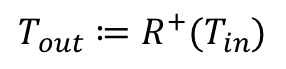 T_out ≔ R⁺(T_in)